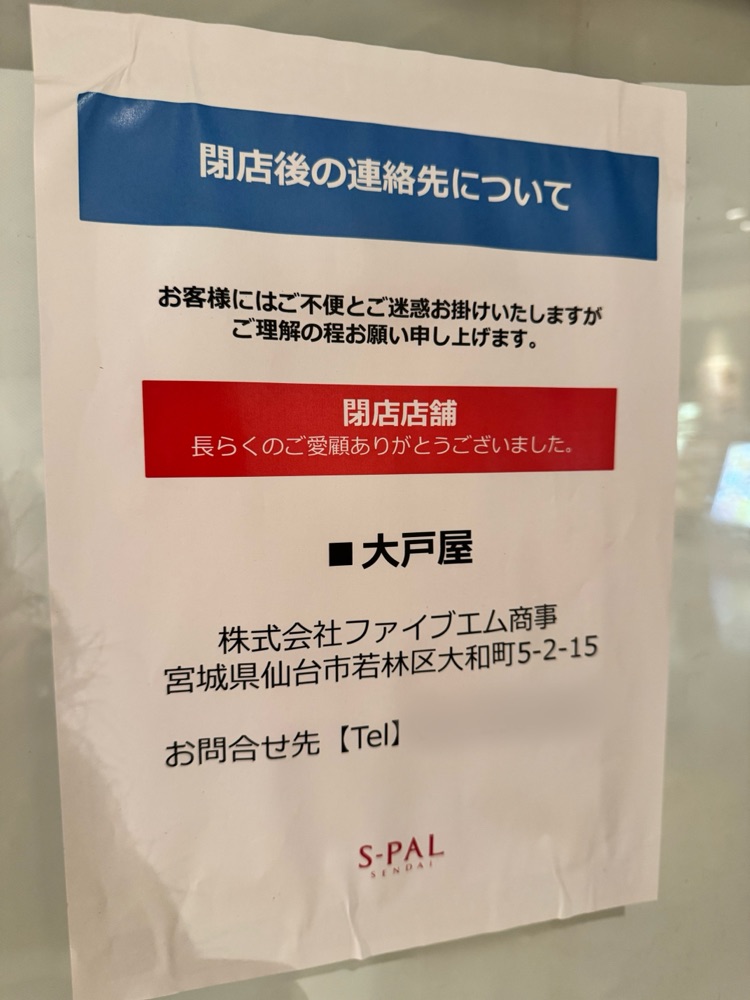 閉店後の連絡先について
お客様にはご不便とご迷惑お掛けいたしますが
ご理解の程お願い申し上げます。
閉店店舗
長らくのご愛顧ありがとうございました。
■大戸屋
株式会社ファイブエム商事
宮城県仙台市若林区大和町5-2-15
お問合せ先【Tel】
S-PAL
SENDAI